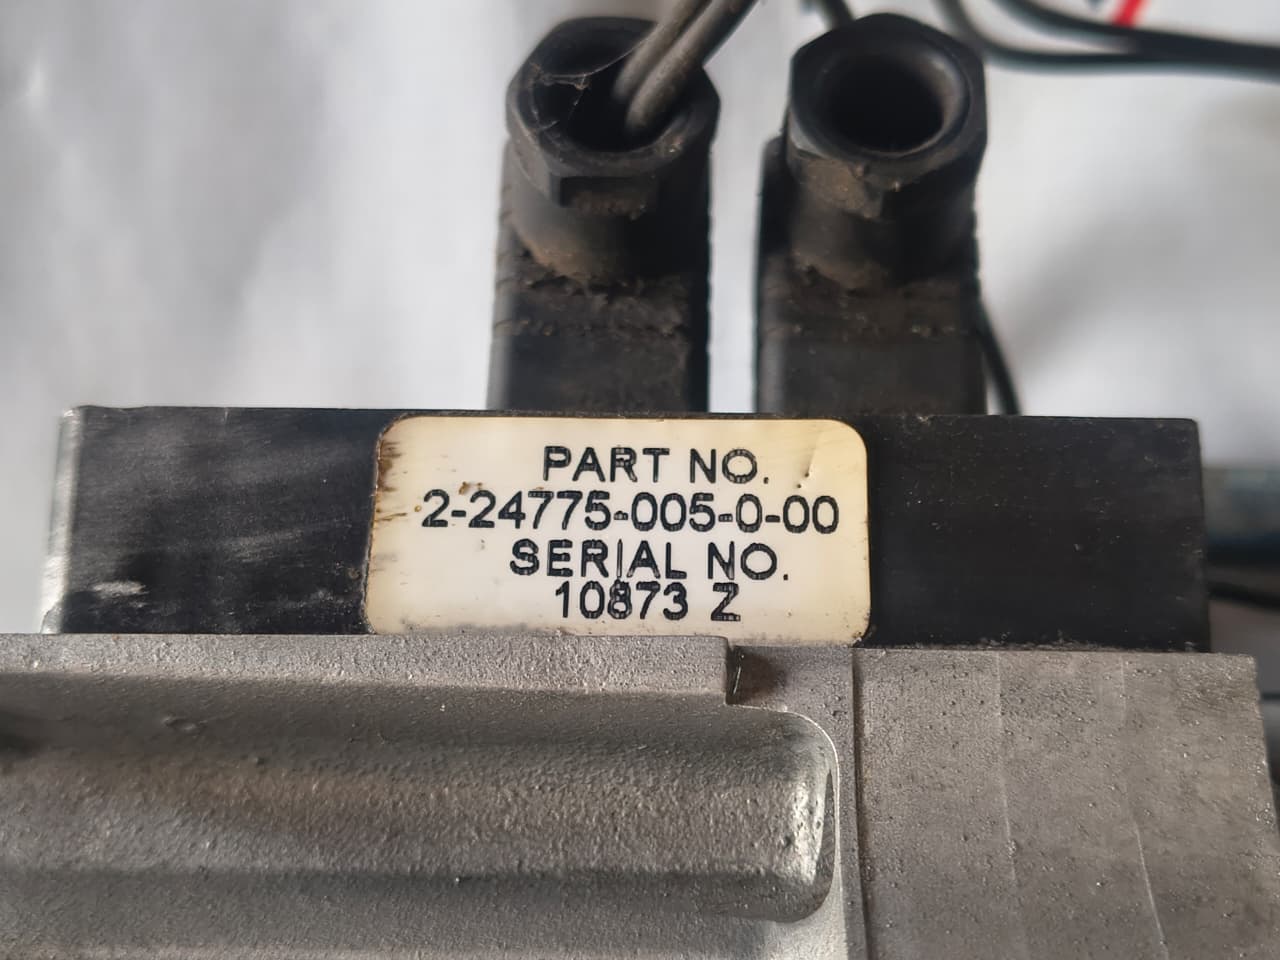 PART NO.
2-24775-005-0-00
SERIAL NO.
10873 Z